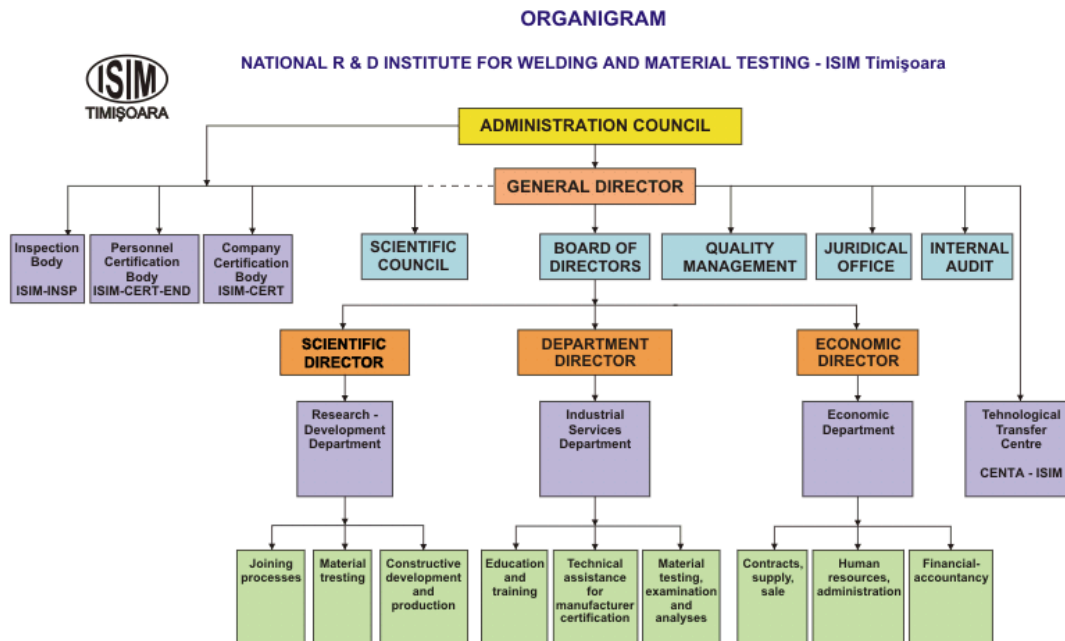 ORGANIGRAM
NATIONAL R & D INSTITUTE FOR WELDING AND MATERIAL TESTING - ISIM Timişoara
ISIM
TIMIŞOARA
ADMINISTRATION COUNCIL
GENERAL DIRECTOR
Inspection
Body
ISIM-INSP
Personnel
Certification
Body
ISIM-CERT-END
Company
Certification
Body
ISIM-CERT
SCIENTIFIC
COUNCIL
BOARD OF
DIRECTORS
QUALITY
MANAGEMENT
JURIDICAL
OFFICE
INTERNAL
AUDIT
SCIENTIFIC
DIRECTOR
DEPARTMENT
DIRECTOR
ECONOMIC
DIRECTOR
Research -
Development
Department
Industrial
Services
Department
Economic
Department
Tehnological
Transfer
Centre
CENTA - ISIM
Joining
processes
Material
tresting
Constructive
development
and
production
Education
and
training
Technical
assistance
for
manufacturer
certification
Material
testing,
examination
and
analyses
Contracts,
supply,
sale
Human
resources,
administration
Financial-
accountancy